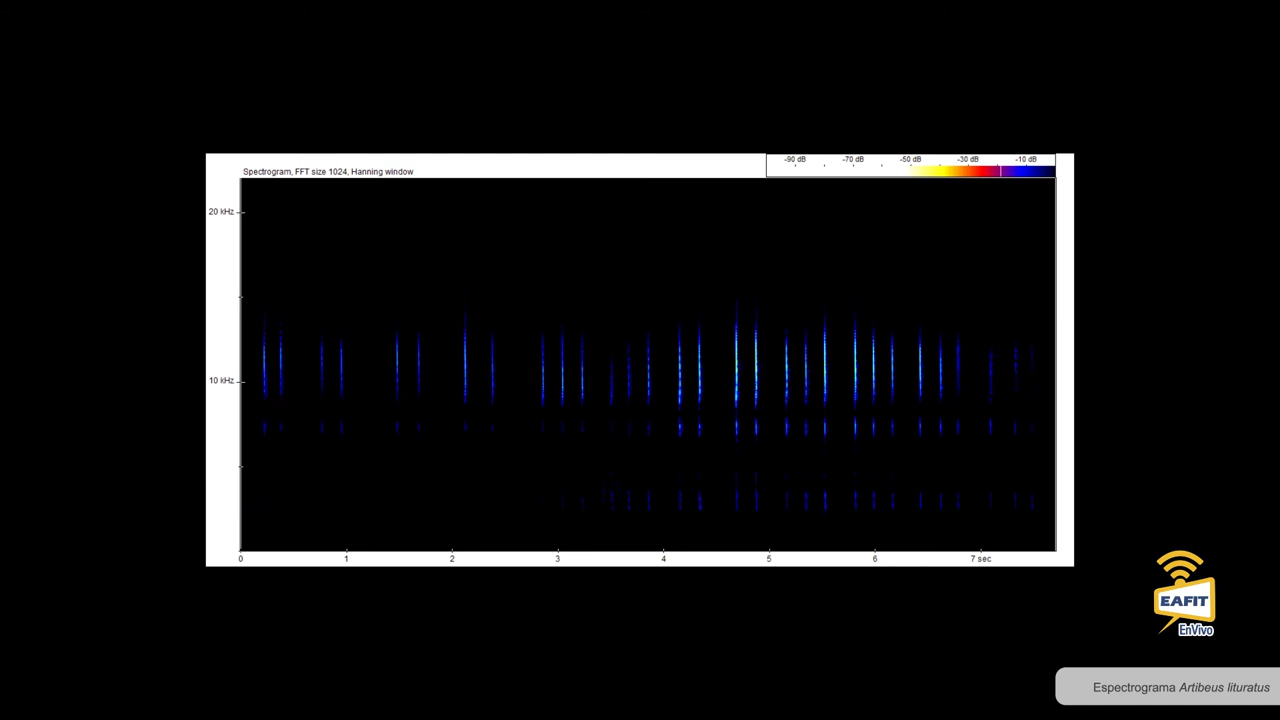 -90 dB -70 dB -50 dB -30 dB -10 dB
Spectrogram, FFT size 1024, Hanning window
20 kHz
10 kHz
0 1 2 3 4 5 6 7 sec
EAFIT
EnVivo
Espectrograma Artibeus lituratus